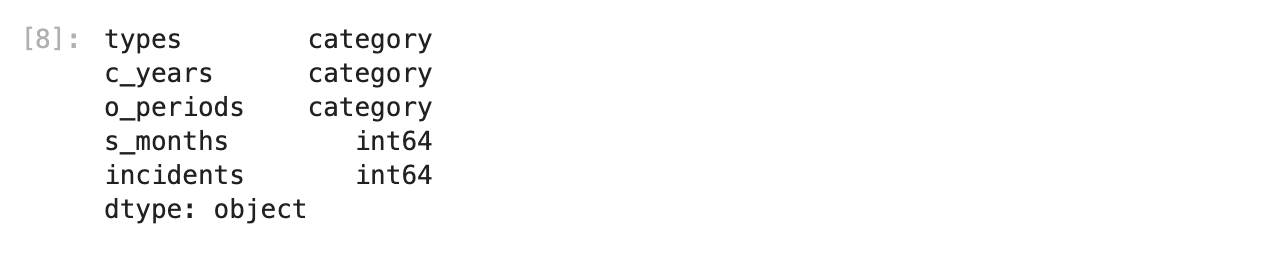 [8]: types        category
c_years      category
o_periods    category
s_months        int64
incidents       int64
dtype: object